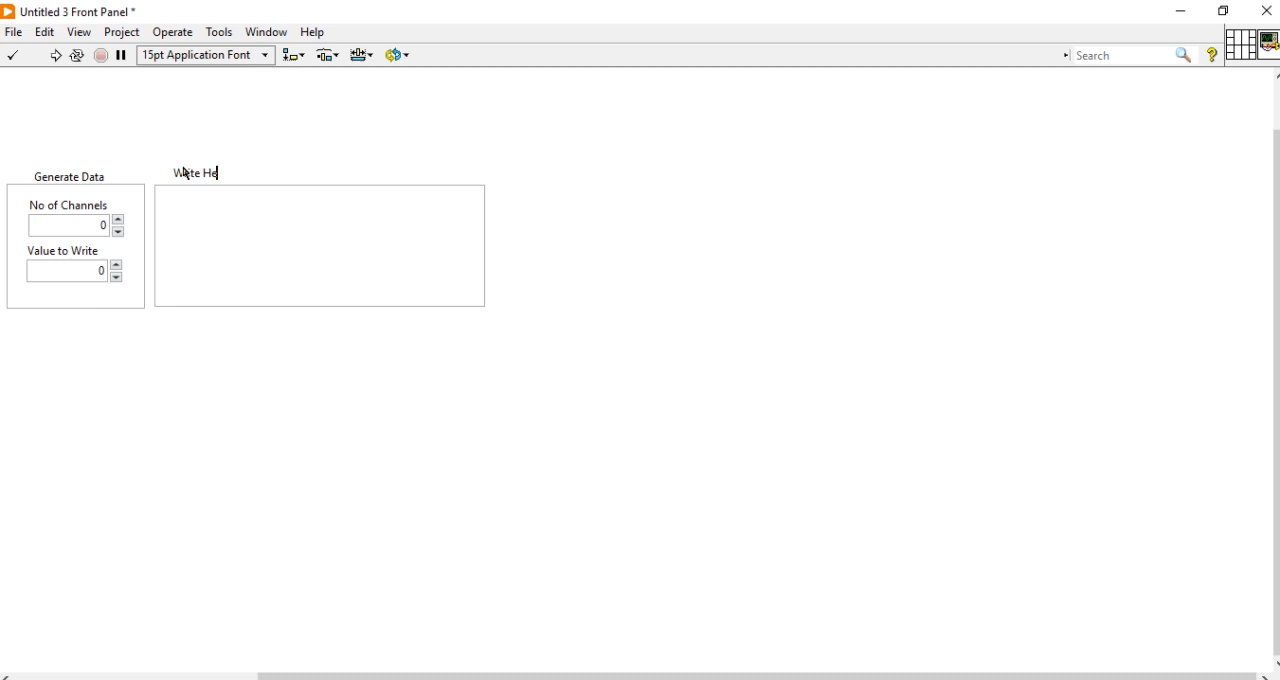 Untitled 3 Front Panel *
File Edit View Project Operate Tools Window Help
15pt Application Font Search ?
Generate Data Write He
No of Channels
0
Value to Write
0